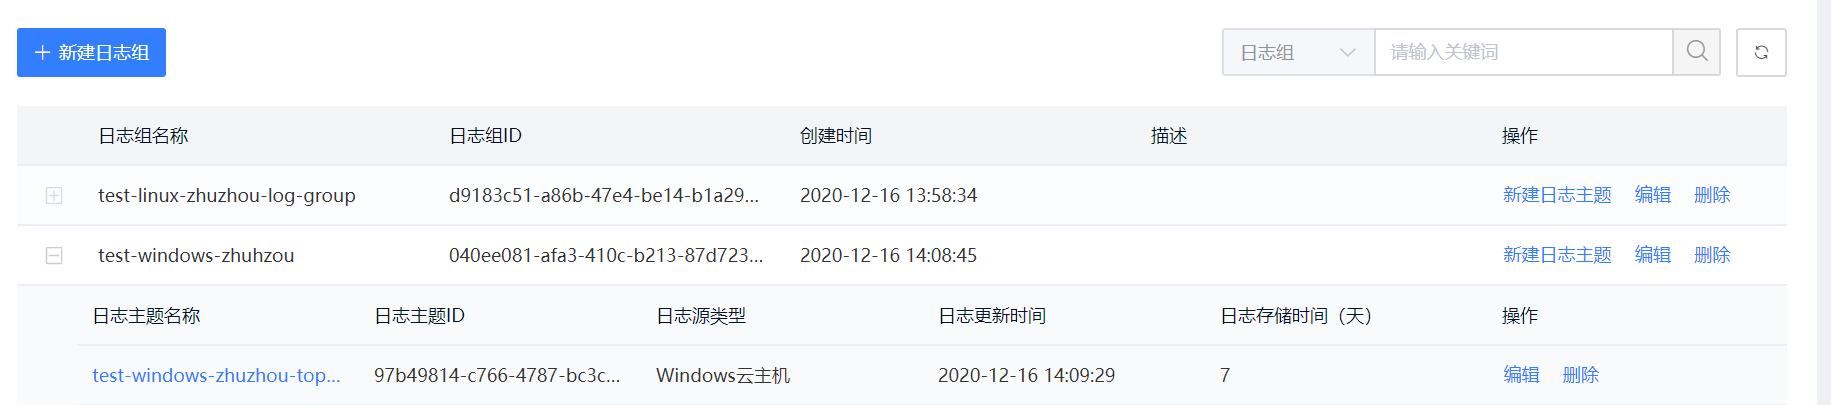 新建日志组
日志组 请输入关键词
日志组名称 日志组ID 创建时间 描述 操作
test-linux-zhuzhou-log-group d9183c51-a86b-47e4-be14-b1a29... 2020-12-16 13:58:34 新建日志主题 编辑 删除
test-windows-zhuhzou 040ee081-afa3-410c-b213-87d723... 2020-12-16 14:08:45 新建日志主题 编辑 删除
日志主题名称 日志主题ID 日志源类型 日志更新时间 日志存储时间（天） 操作
test-windows-zhuzhou-top... 97b49814-c766-4787-bc3c... Windows云主机 2020-12-16 14:09:29 7 编辑 删除